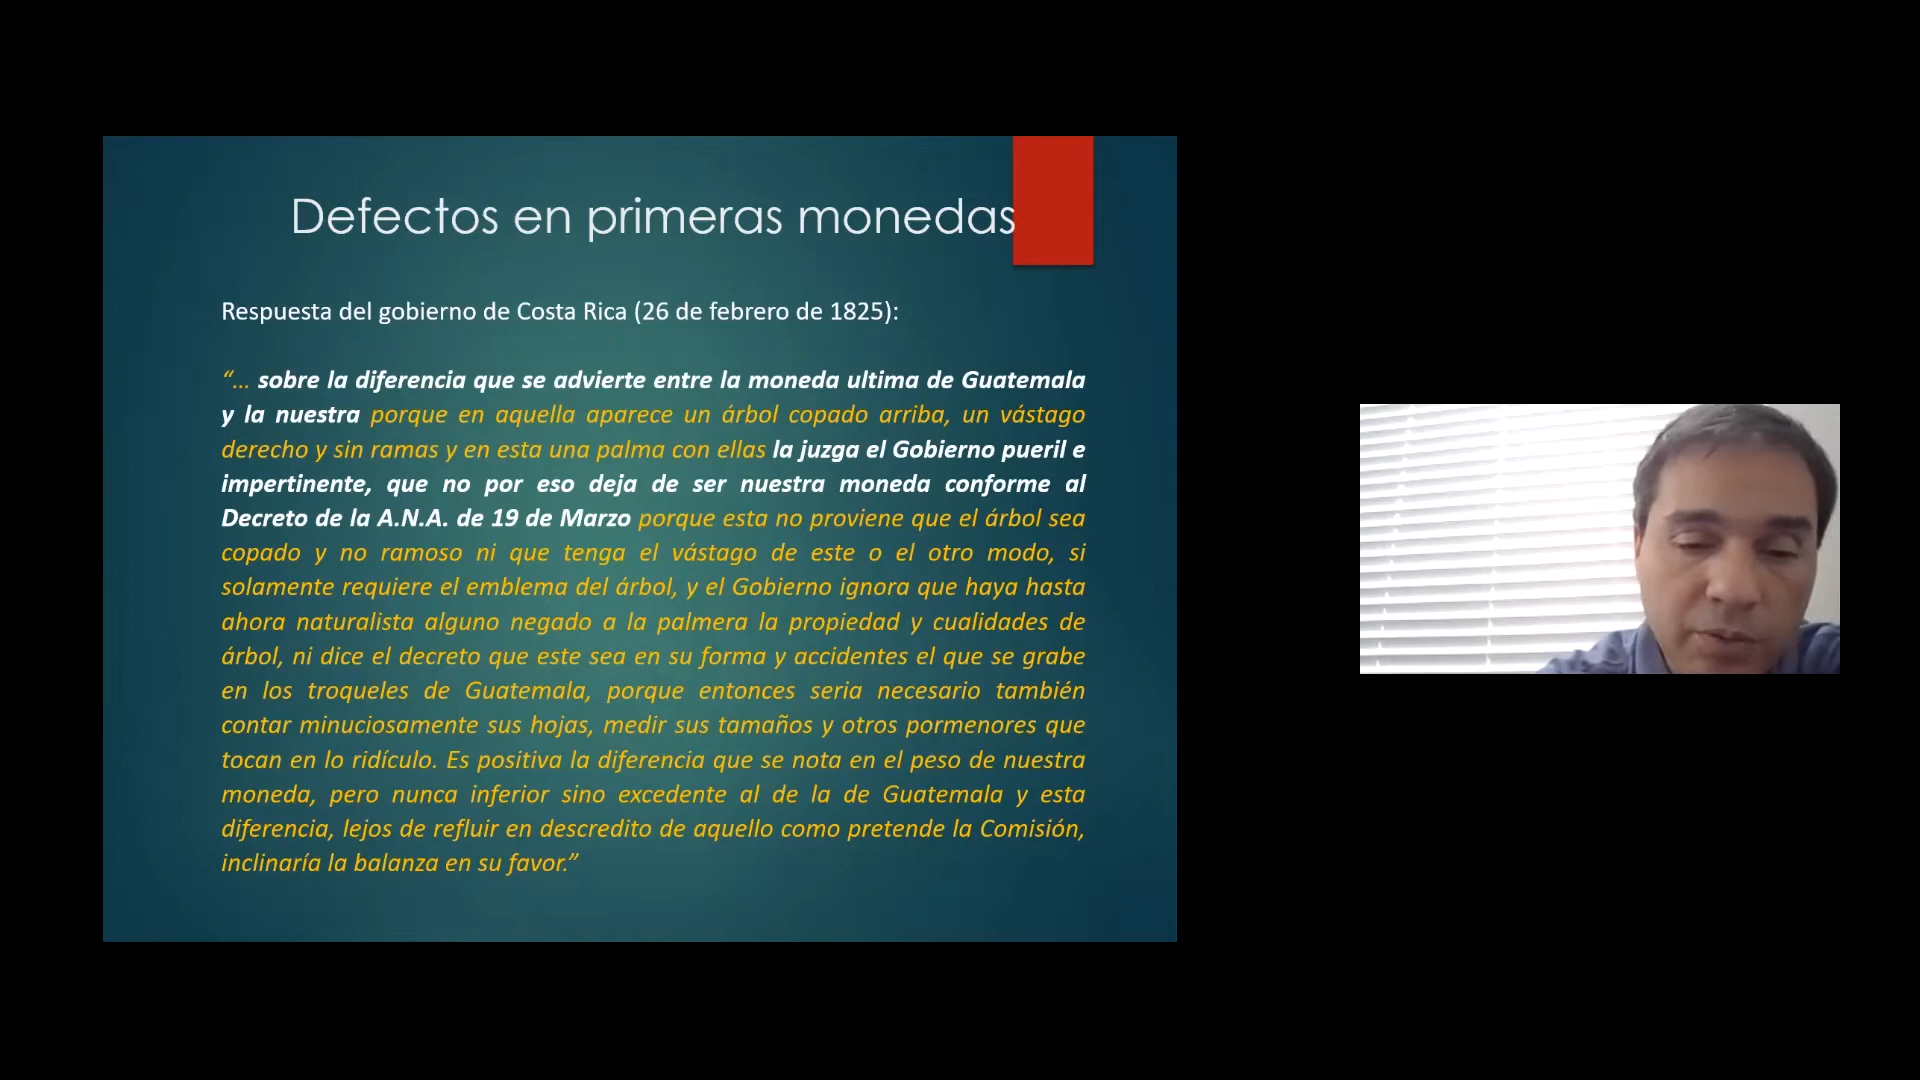 Defectos en primeras monedas
Respuesta del gobierno de Costa Rica (26 de febrero de 1825):
“... sobre la diferencia que se advierte entre la moneda ultima de Guatemala
y la nuestra porque en aquella aparece un árbol copado arriba, un vástago
derecho y sin ramas y en esta una palma con ellas la juzga el Gobierno pueril e
impertinente, que no por eso deja de ser nuestra moneda conforme al
Decreto de la A.N.A. de 19 de Marzo porque esta no proviene que el árbol sea
copado y no ramoso ni que tenga el vástago de este o el otro modo, si
solamente requiere el emblema del árbol, y el Gobierno ignora que haya hasta
ahora naturalista alguno negado a la palmera la propiedad y cualidades de
árbol, ni dice el decreto que este sea en su forma y accidentes el que se grabe
en los troqueles de Guatemala, porque entonces seria necesario también
contar minuciosamente sus hojas, medir sus tamaños y otros pormenores que
tocan en lo ridículo. Es positiva la diferencia que se nota en el peso de nuestra
moneda, pero nunca inferior sino excedente al de la de Guatemala y esta
diferencia, lejos de refluir en descredito de aquello como pretende la Comisión,
inclinaría la balanza en su favor.”